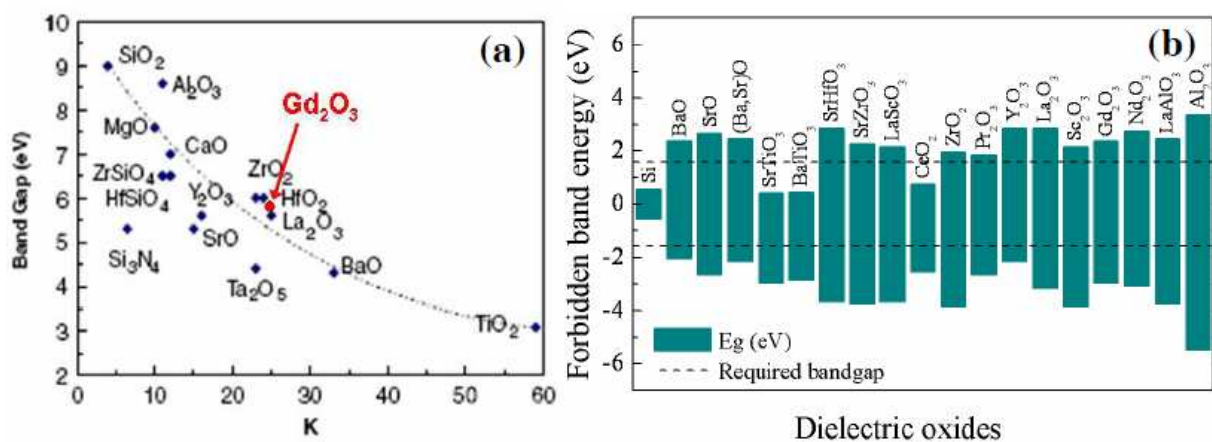 (a)
10
9
8
7
6
5
4
3
2
Band Gap (eV)
SiO₂
Al₂O₃
Gd₂O₃
MgO
CaO
ZrSiO₄
HfSiO₄
Y₂O₃
ZrO₂
HfO₂
La₂O₃
SrO
Si₃N₄
Ta₂O₅
BaO
TiO₂
0 10 20 30 40 50 60
K
(b)
6
4
2
0
-2
-4
-6
Forbidden band energy (eV)
Si
BaO
SrO
(Ba,Sr)O
SrTiO₃
BaTiO₃
SrHfO₃
SrZrO₃
LaScO₃
CeO₂
ZrO₂
Pr₂O₃
Y₂O₃
La₂O₃
Sc₂O₃
Gd₂O₃
Nd₂O₃
LaAlO₃
Al₂O₃
Eg (eV)
Required bandgap
Dielectric oxides